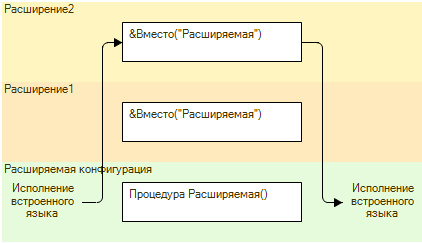 Расширение2
&Вместо("Расширяемая")
Расширение1
&Вместо("Расширяемая")
Расширяемая конфигурация
Исполнение
встроенного
языка
Процедура Расширяемая()
Исполнение
встроенного
языка